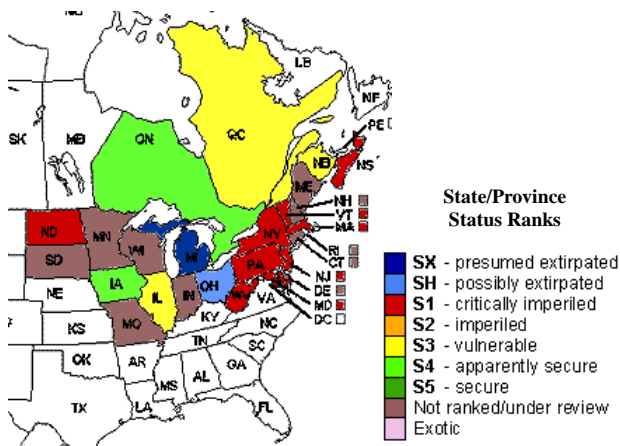 LB
NF
SK
MB
ON
QC
PE
NB
NS
ME
NH
VT
MA
ND
MN
SD
WI
MI
NY
RI
CT
NE
IA
IL
IN
OH
PA
WV
NJ
DE
MD
DC
VA
KS
MO
KY
NC
TN
OK
AR
SC
MS
AL
GA
TX
LA
FL
State/Province
Status Ranks
SX - presumed extirpated
SH - possibly extirpated
S1 - critically imperiled
S2 - imperiled
S3 - vulnerable
S4 - apparently secure
S5 - secure
Not ranked/under review
Exotic